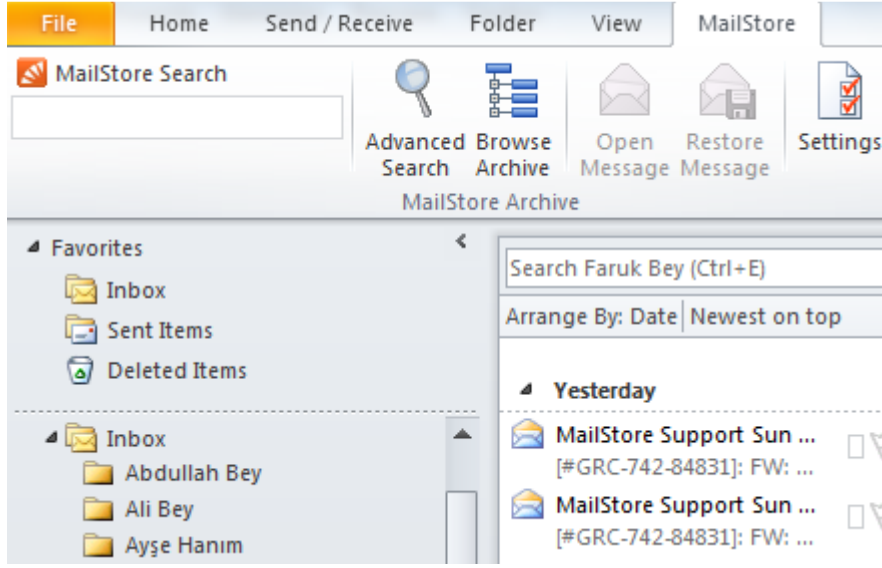 File Home Send / Receive Folder View MailStore
MailStore Search
Advanced Search
Browse Archive
Open Message
Restore Message
Settings
MailStore Archive
Favorites
Inbox
Sent Items
Deleted Items
Inbox
Abdullah Bey
Ali Bey
Ayşe Hanım
Search Faruk Bey (Ctrl+E)
Arrange By: Date Newest on top
Yesterday
MailStore Support Sun ...
[#GRC-742-84831]: FW: ...
MailStore Support Sun ...
[#GRC-742-84831]: FW: ...